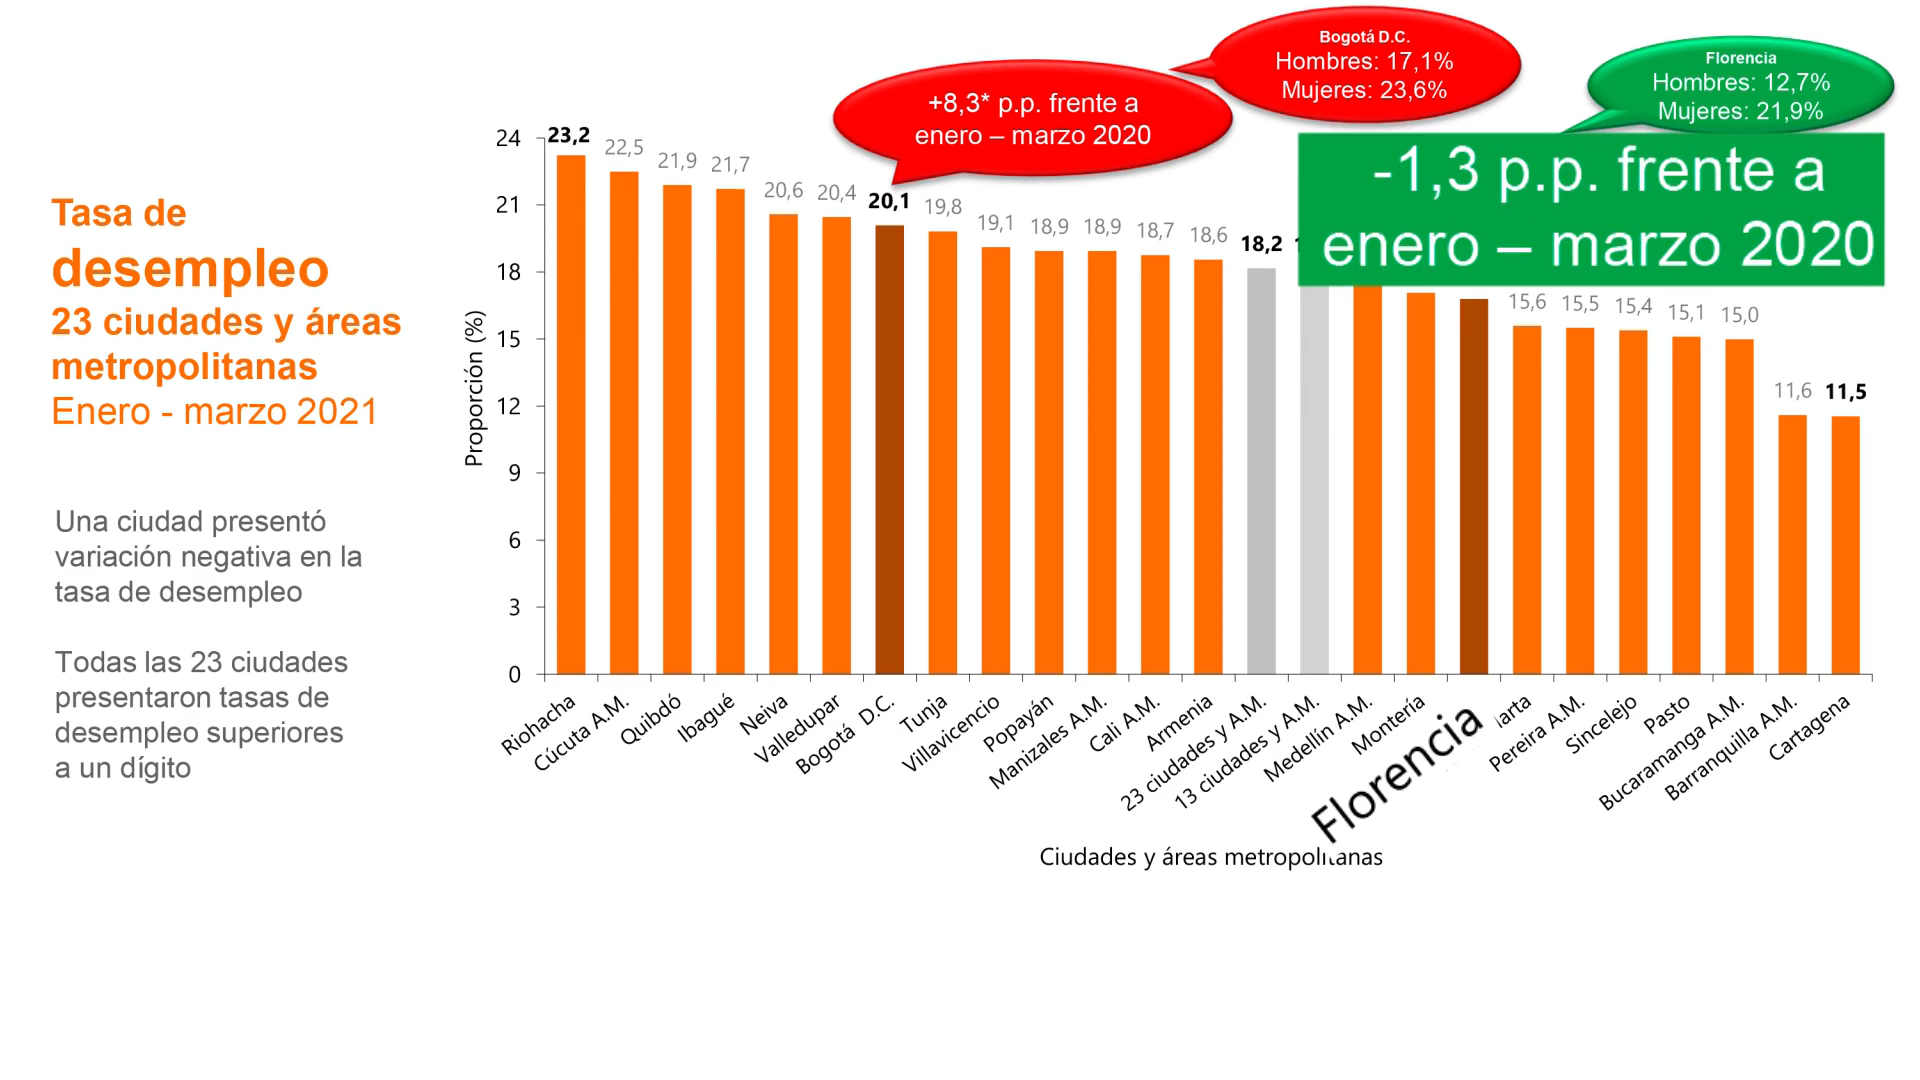 Tasa de
desempleo
23 ciudades y áreas
metropolitanas
Enero - marzo 2021
Una ciudad presentó
variación negativa en la
tasa de desempleo
Todas las 23 ciudades
presentaron tasas de
desempleo superiores
a un dígito
Bogotá D.C.
Hombres: 17,1%
Mujeres: 23,6%
Florencia
Hombres: 12,7%
Mujeres: 21,9%
+8,3* p.p. frente a
enero – marzo 2020
-1,3 p.p. frente a
enero – marzo 2020
Proporción (%)
24
21
18
15
12
9
6
3
0
23,2
22,5
21,9
21,7
20,6
20,4
20,1
19,8
19,1
18,9
18,9
18,7
18,6
18,2
15,6
15,5
15,4
15,1
15,0
11,6
11,5
Riohacha
Cúcuta A.M.
Quibdó
Ibagué
Neiva
Valledupar
Bogotá D.C.
Tunja
Villavicencio
Popayán
Manizales A.M.
Cali A.M.
Armenia
23 ciudades y A.M.
13 ciudades y A.M.
Medellín A.M.
Montería
Florencia
Pereira A.M.
Sincelejo
Pasto
Bucaramanga A.M.
Barranquilla A.M.
Cartagena
Ciudades y áreas metropolitanas